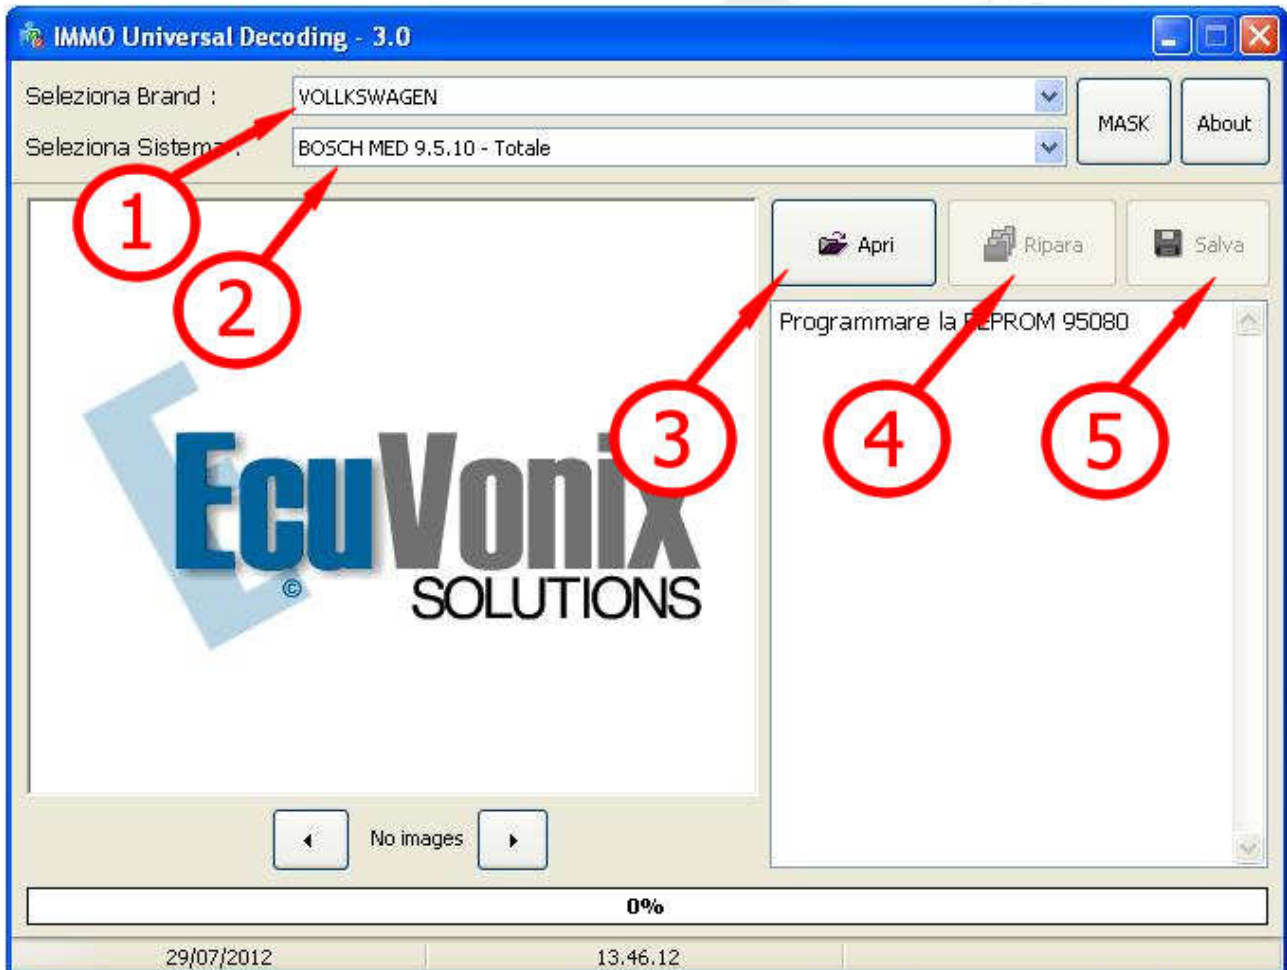 IMMO Universal Decoding - 3.0
Seleziona Brand :
VOLLKSWAGEN
MASK
About
Seleziona Sistema :
BOSCH MED 9.5.10 - Totale
1
2
Apri
Ripara
Salva
Programmare la EEPROM 95080
3
4
5
EcuVonix
©
SOLUTIONS
No images
0%
29/07/2012
13.46.12